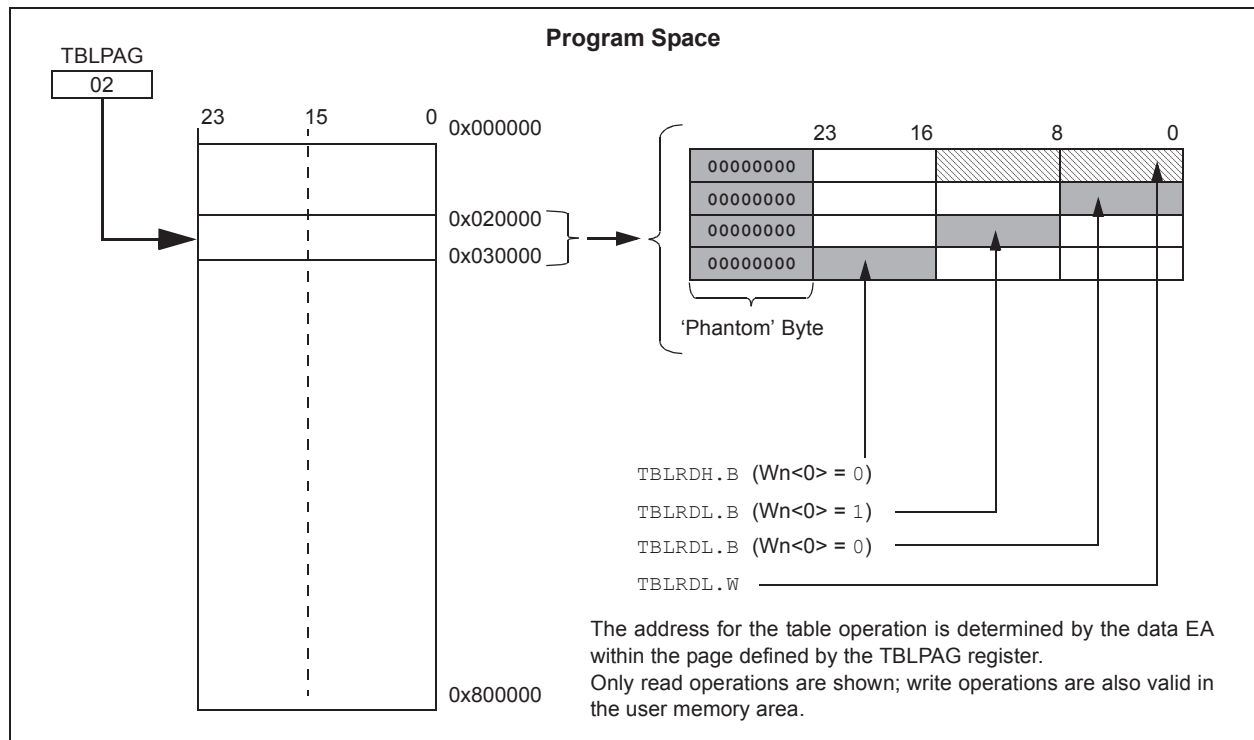 Program Space
TBLPAG
02
23 15 0
0x000000
0x020000
0x030000
0x800000
23 16 8 0
00000000
00000000
00000000
00000000
‘Phantom’ Byte
TBLRDH.B (Wn<0> = 0)
TBLRDL.B (Wn<0> = 1)
TBLRDL.B (Wn<0> = 0)
TBLRDL.W
The address for the table operation is determined by the data EA
within the page defined by the TBLPAG register.
Only read operations are shown; write operations are also valid in
the user memory area.